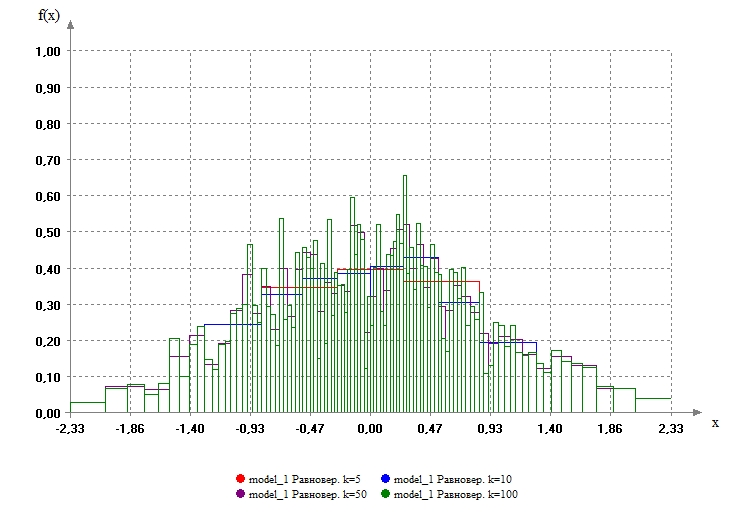 f(x)
1,00
0,90
0,80
0,70
0,60
0,50
0,40
0,30
0,20
0,10
0,00
-2,33 -1,86 -1,40 -0,93 -0,47 0,00 0,47 0,93 1,40 1,86 2,33
x
model_1 Равновер. k=5 model_1 Равновер. k=10
model_1 Равновер. k=50 model_1 Равновер. k=100